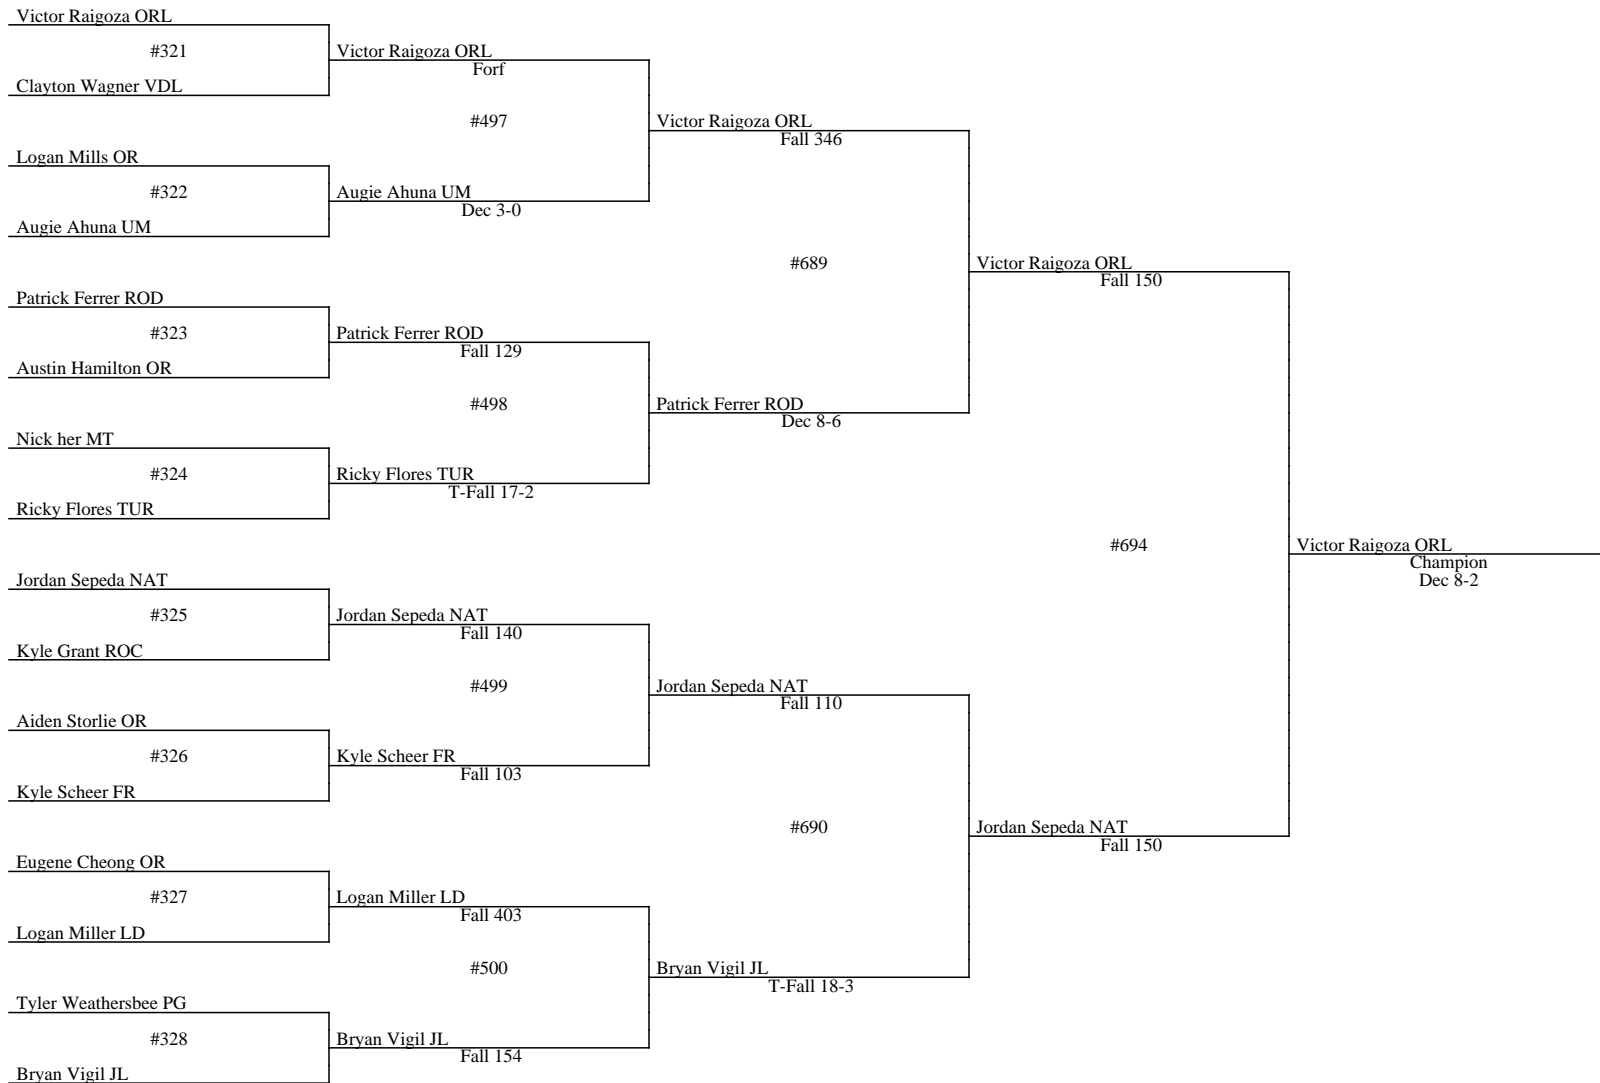 Victor Raigoza ORL
#321
Clayton Wagner VDL
Victor Raigoza ORL
Forf
#497
Logan Mills OR
#322
Augie Ahuna UM
Augie Ahuna UM
Dec 3-0
Victor Raigoza ORL
Fall 346
#689
Patrick Ferrer ROD
#323
Austin Hamilton OR
Patrick Ferrer ROD
Fall 129
#498
Nick her MT
#324
Ricky Flores TUR
Ricky Flores TUR
T-Fall 17-2
Patrick Ferrer ROD
Dec 8-6
Victor Raigoza ORL
Fall 150
#694
Jordan Sepeda NAT
#325
Kyle Grant ROC
Jordan Sepeda NAT
Fall 140
#499
Aiden Storlie OR
#326
Kyle Scheer FR
Kyle Scheer FR
Fall 103
Jordan Sepeda NAT
Fall 110
#690
Eugene Cheong OR
#327
Logan Miller LD
Logan Miller LD
Fall 403
#500
Tyler Weathersbee PG
#328
Bryan Vigil JL
Bryan Vigil JL
Fall 154
Bryan Vigil JL
T-Fall 18-3
Jordan Sepeda NAT
Fall 150
Victor Raigoza ORL
Champion
Dec 8-2